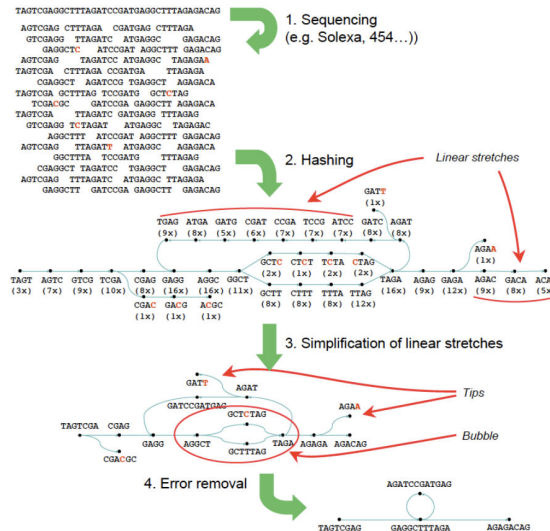 TAGTCGAGGCTTTAGATCCGATGAGGCTTTAGAGACAG
AGTCGAG CTTTAGA CGATGAG CTTTAGA
GTCGAGG TTAGATC ATGAGGC GAGACAG
GAGGCTC ATCCGAT AGGCTTT GAGACAG
AGTCGAG TAGATCC ATGAGGC TAGAGAA
TAGTCGA CTTTAGA CCGATGA TTAGAGA
CGAGGCT AGATCCG TGAGGCT AGAGACA
TAGTCGA GCTTTAG TCCGATG GCTCTAG
TCGACGC GATCCGA GAGGCTT AGAGACA
TAGTCGA TTAGATC GATGAGG TTTAGAG
GTCGAGG TCTAGAT ATGAGGC TAGAGAC
AGGCTTT ATCCGAT AGGCTTT GAGACAG
AGTCGAG TTAGATT ATGAGGC AGAGACA
GGCTTTA TCCGATG TTTAGAG
CGAGGCT TAGATCC TGAGGCT GAGACAG
AGTCGAG TTTAGATC ATGAGGC TTAGAGA
GAGGCTT GATCCGA GAGGCTT GAGACAG
1. Sequencing
(e.g. Solexa, 454…))
2. Hashing
Linear stretches
GATT
(1x)
TGAG ATGA GATG CGAT CCGA TCCG ATCC GATC AGAT
(9x) (8x) (5x) (6x) (7x) (7x) (7x) (8x) (8x)
AGAA
(1x)
GCTC CTCT TCTA CTAG
(2x) (1x) (2x) (2x)
TAGT AGTC GTCG TCGA CGAG GAGG AGGC GGCT TAGA AGAG GAGA AGAC GACA ACA
(3x) (7x) (9x) (10x) (8x) (16x) (16x) (11x) (16x) (9x) (12x) (9x) (8x) (5x
GCTT CTTT TTTA TTAG
(8x) (8x) (8x) (12x)
CGAC GACG ACGC
(1x) (1x) (1x)
3. Simplification of linear stretches
GATT
AGAT
Tips
GATCCGATGAG
GCTCTAG
AGAA
TAGTCGA CGAG
GAGG AGGCT TAGA AGAGA AGACAG
GCTTTAG
Bubble
CGACGC
4. Error removal
AGATCCGATGAG
TAGTCGAG GAGGCTTTAGA AGAGACAG